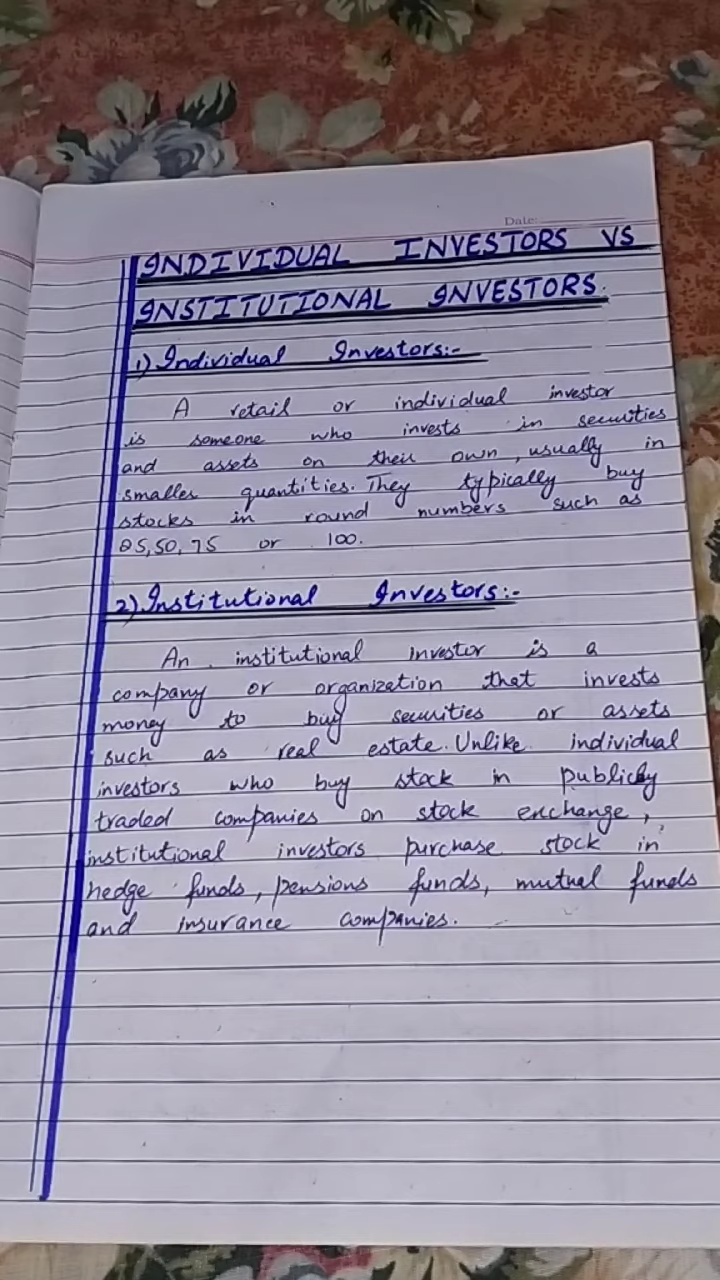 Date:
INDIVIDUAL INVESTORS VS
INSTITUTIONAL INVESTORS.
1) Individual Investors:-
A retail or individual investor
is someone who invests in securities
and assets on their own, usually in
smaller quantities. They typically buy
stocks in round numbers such as
25, 50, 75 or 100.
2) Institutional Investors:-
An institutional investor is a
company or organization that invests
money to buy securities or assets
such as real estate. Unlike individual
investors who buy stock in publicly
traded companies on stock exchange,
institutional investors purchase stock in
hedge funds, pensions funds, mutual funds
and insurance companies.